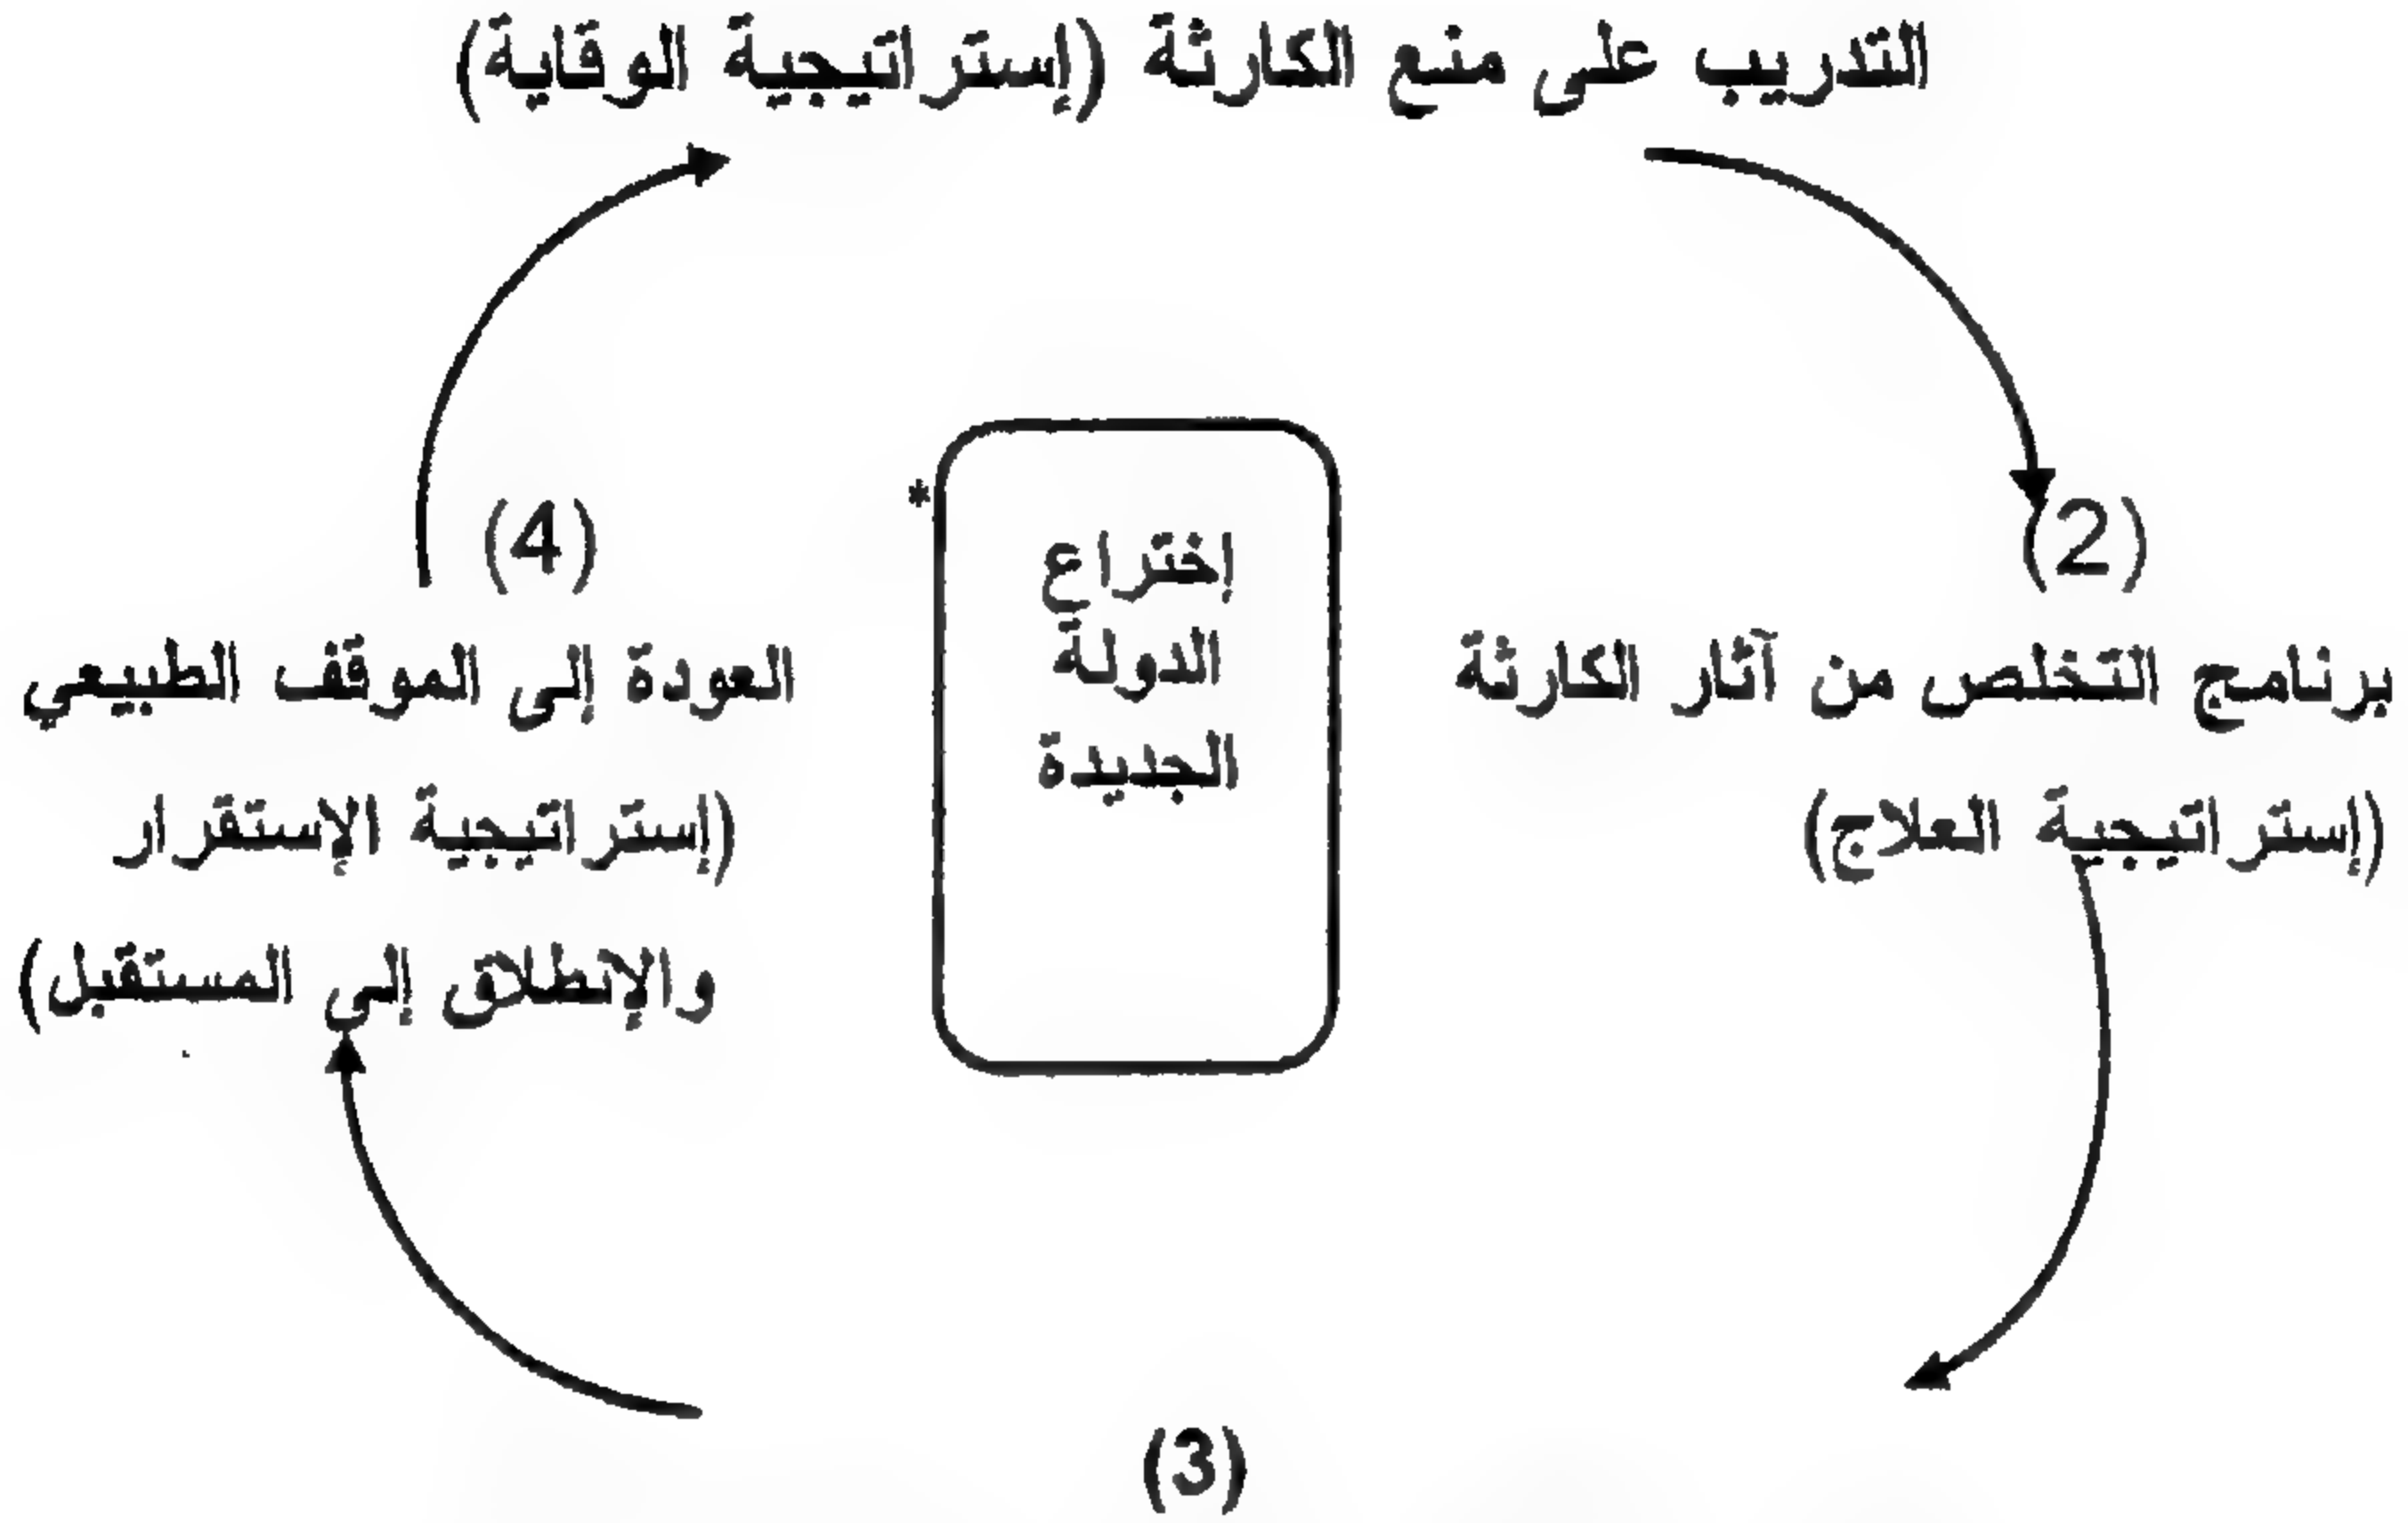 التدريب على منع الكارثة (إستراتيجية الوقاية)
(2)
برنامج التخلص من آثار الكارثة
(إستراتيجية العلاج)
*
إختراع
الدولة
الجديدة
(4)
العودة إلى الموقف الطبيعي
(إستراتيجية الإستقرار
والإنطلاق إلى المستقبل)
(3)